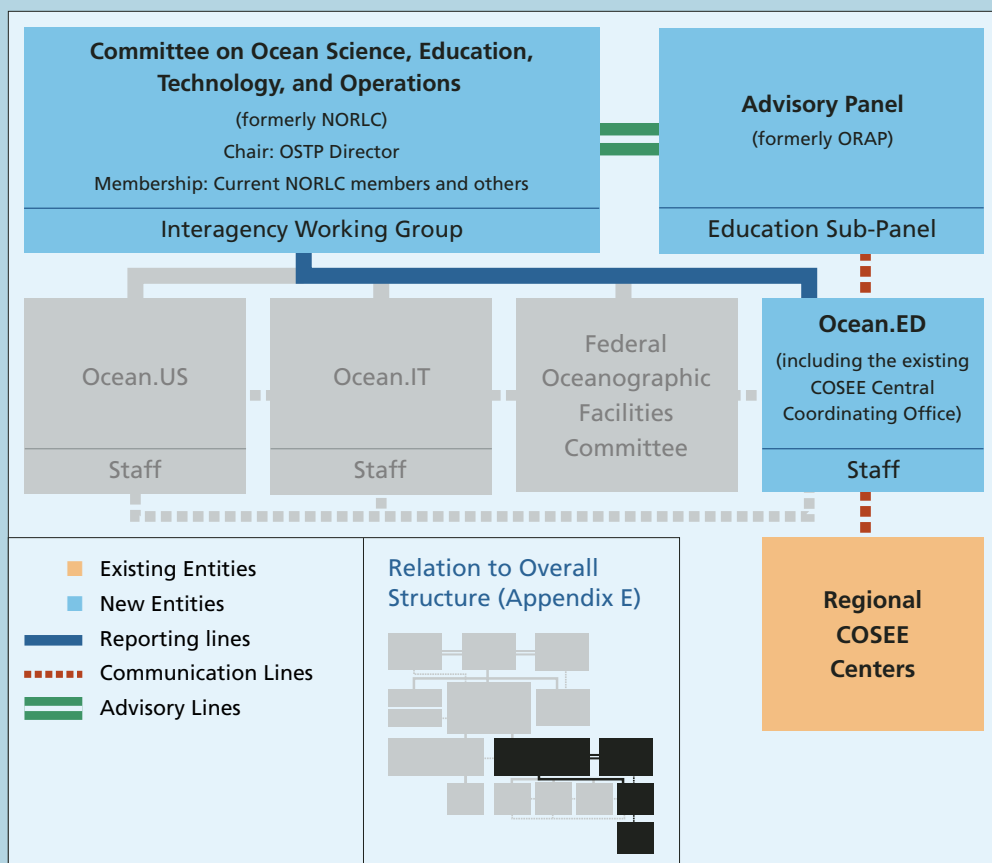 Committee on Ocean Science, Education,
Technology, and Operations
(formerly NORLC)
Chair: OSTP Director
Membership: Current NORLC members and others
Interagency Working Group
Advisory Panel
(formerly ORAP)
Education Sub-Panel
Ocean.US
Staff
Ocean.IT
Staff
Federal
Oceanographic
Facilities
Committee
Ocean.ED
(including the existing
COSEE Central
Coordinating Office)
Staff
Regional
COSEE
Centers
Existing Entities
New Entities
Reporting lines
Communication Lines
Advisory Lines
Relation to Overall
Structure (Appendix E)